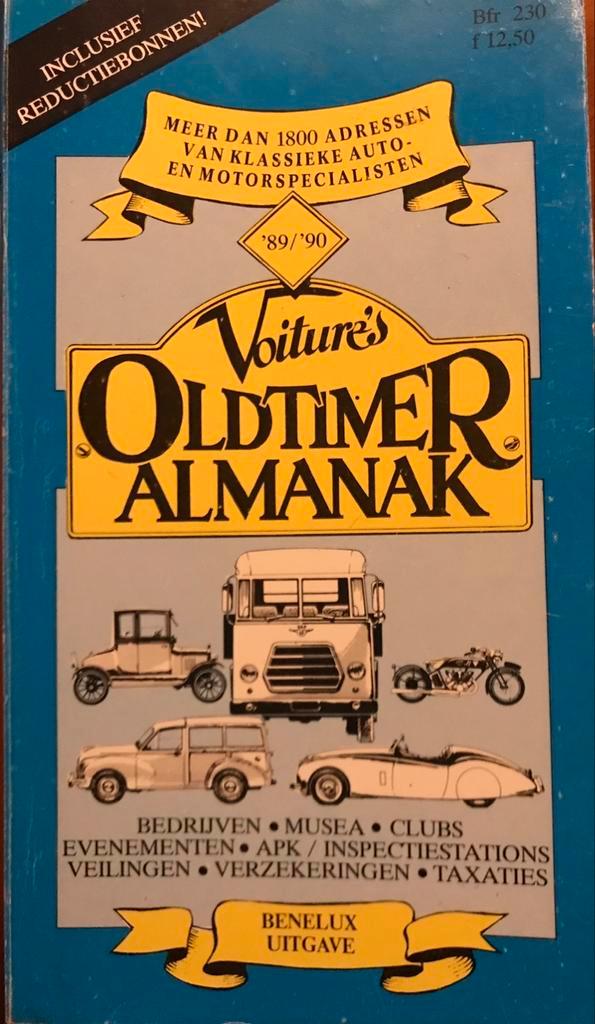 INCLUSIEF
REDUCTIEBONNEN!
Bfr 230
f 12,50
MEER DAN 1800 ADRESSEN
VAN KLASSIEKE AUTO-
EN MOTORSPECIALISTEN
'89/'90
Voiture's
OLDTIMER
ALMANAK
BEDRIJVEN • MUSEA • CLUBS
EVENEMENTEN • APK / INSPECTIESTATIONS
VEILINGEN • VERZEKERINGEN • TAXATIES
BENELUX
UITGAVE